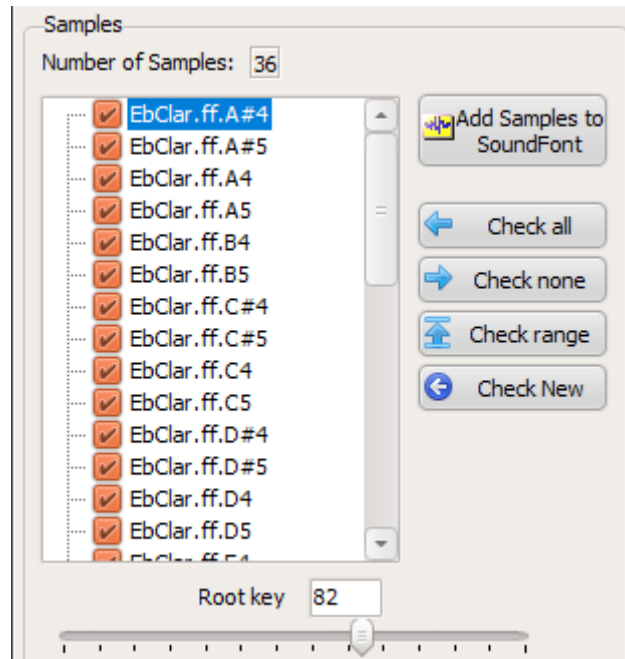 Samples
Number of Samples: 36
EbClar.ff.A#4
EbClar.ff.A#5
EbClar.ff.A4
EbClar.ff.A5
EbClar.ff.B4
EbClar.ff.B5
EbClar.ff.C#4
EbClar.ff.C#5
EbClar.ff.C4
EbClar.ff.C5
EbClar.ff.D#4
EbClar.ff.D#5
EbClar.ff.D4
EbClar.ff.D5
EbClar.ff.E4
Add Samples to
SoundFont
Check all
Check none
Check range
Check New
Root key 82